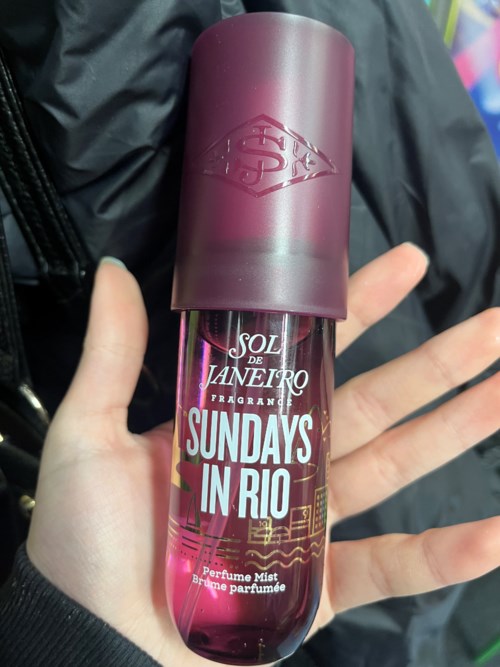 SOL
DE
JANEIRO
FRAGRANCE
SUNDAYS
IN RIO
Perfume Mist
Brume parfumée